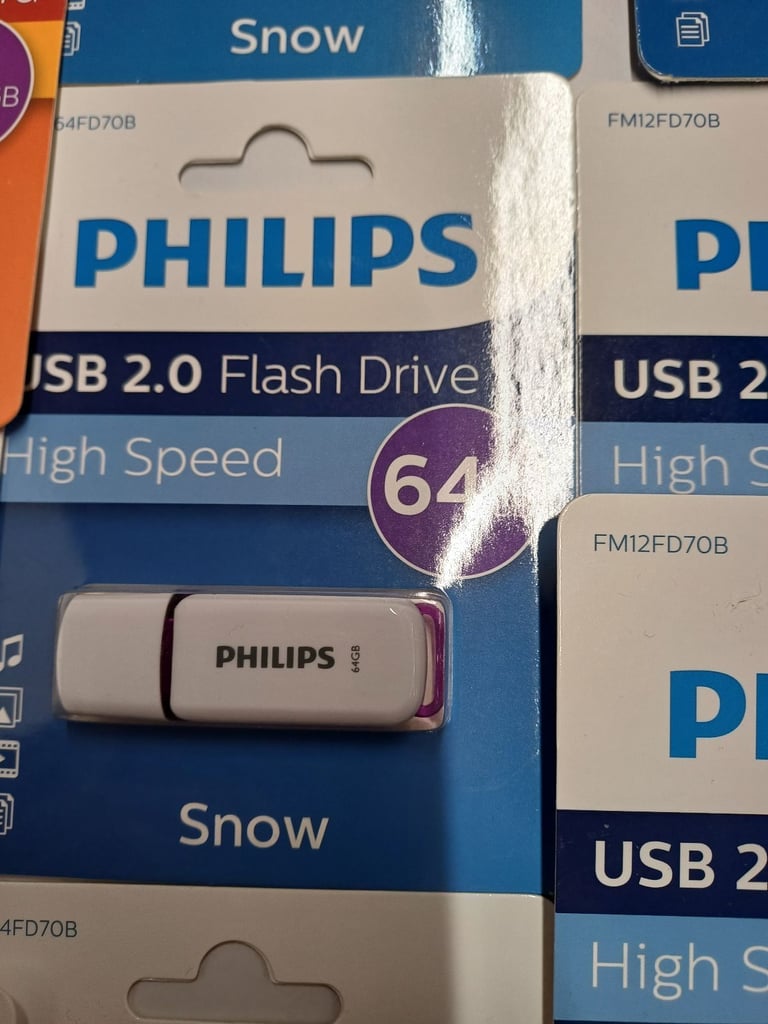 Snow
64FD70B
PHILIPS
USB 2.0 Flash Drive
High Speed
64
PHILIPS 64GB
Snow
4FD70B
FM12FD70B
USB 2
High S
FM12FD70B
USB 2
High S